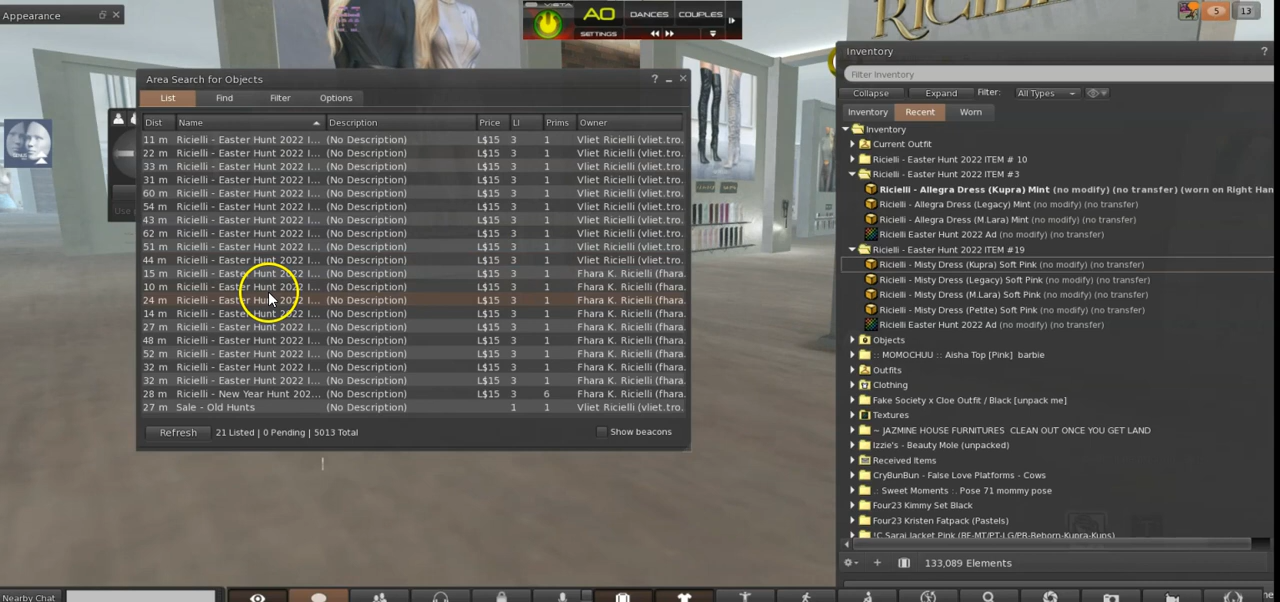 Appearance
VISTA
AO
DANCES
COUPLES
SETTINGS
5
13
Area Search for Objects
List Find Filter Options
Dist Name Description Price LI Prims Owner
11 m Ricielli - Easter Hunt 2022 I... (No Description) L$15 3 1 Vliet Ricielli (vliet.tro.
22 m Ricielli - Easter Hunt 2022 I... (No Description) L$15 3 1 Vliet Ricielli (vliet.tro.
33 m Ricielli - Easter Hunt 2022 I... (No Description) L$15 3 1 Vliet Ricielli (vliet.tro.
31 m Ricielli - Easter Hunt 2022 I... (No Description) L$15 3 1 Vliet Ricielli (vliet.tro.
60 m Ricielli - Easter Hunt 2022 I... (No Description) L$15 3 1 Vliet Ricielli (vliet.tro.
54 m Ricielli - Easter Hunt 2022 I... (No Description) L$15 3 1 Vliet Ricielli (vliet.tro.
43 m Ricielli - Easter Hunt 2022 I... (No Description) L$15 3 1 Vliet Ricielli (vliet.tro.
62 m Ricielli - Easter Hunt 2022 I... (No Description) L$15 3 1 Vliet Ricielli (vliet.tro.
51 m Ricielli - Easter Hunt 2022 I... (No Description) L$15 3 1 Vliet Ricielli (vliet.tro.
44 m Ricielli - Easter Hunt 2022 I... (No Description) L$15 3 1 Vliet Ricielli (vliet.tro.
15 m Ricielli - Easter Hunt 2022 I... (No Description) L$15 3 1 Fhara K. Ricielli (fhara.
10 m Ricielli - Easter Hunt 2022 I... (No Description) L$15 3 1 Fhara K. Ricielli (fhara.
24 m Ricielli - Easter Hunt 2022 I... (No Description) L$15 3 1 Fhara K. Ricielli (fhara.
14 m Ricielli - Easter Hunt 2022 I... (No Description) L$15 3 1 Fhara K. Ricielli (fhara.
27 m Ricielli - Easter Hunt 2022 I... (No Description) L$15 3 1 Fhara K. Ricielli (fhara.
48 m Ricielli - Easter Hunt 2022 I... (No Description) L$15 3 1 Fhara K. Ricielli (fhara.
52 m Ricielli - Easter Hunt 2022 I... (No Description) L$15 3 1 Fhara K. Ricielli (fhara.
32 m Ricielli - Easter Hunt 2022 I... (No Description) L$15 3 1 Fhara K. Ricielli (fhara.
32 m Ricielli - Easter Hunt 2022 I... (No Description) L$15 3 1 Fhara K. Ricielli (fhara.
28 m Ricielli - New Year Hunt 202... (No Description) L$15 3 6 Fhara K. Ricielli (fhara.
27 m Sale - Old Hunts (No Description) 1 1 Vliet Ricielli (vliet.tro.
Refresh 21 Listed | 0 Pending | 5013 Total Show beacons
Inventory ?
Filter Inventory
Collapse Expand Filter: All Types
Inventory Recent Worn
Inventory
Current Outfit
Ricielli - Easter Hunt 2022 ITEM # 10
Ricielli - Easter Hunt 2022 ITEM #3
Ricielli - Allegra Dress (Kupra) Mint (no modify) (no transfer) (worn on Right Han
Ricielli - Allegra Dress (Legacy) Mint (no modify) (no transfer)
Ricielli - Allegra Dress (M.Lara) Mint (no modify) (no transfer)
Ricielli Easter Hunt 2022 Ad (no modify) (no transfer)
Ricielli - Easter Hunt 2022 ITEM #19
Ricielli - Misty Dress (Kupra) Soft Pink (no modify) (no transfer)
Ricielli - Misty Dress (Legacy) Soft Pink (no modify) (no transfer)
Ricielli - Misty Dress (M.Lara) Soft Pink (no modify) (no transfer)
Ricielli - Misty Dress (Petite) Soft Pink (no modify) (no transfer)
Ricielli Easter Hunt 2022 Ad (no modify) (no transfer)
Objects
:: MOMOCHUU :: Aisha Top [Pink] barbie
Outfits
Clothing
Fake Society x Cloe Outfit / Black [unpack me]
Textures
~ JAZMINE HOUSE FURNITURES CLEAN OUT ONCE YOU GET LAND
Izzie's - Beauty Mole (unpacked)
Received Items
CryBunBun - False Love Platforms - Cows
.: Sweet Moments :. Pose 71 mommy pose
Four23 Kimmy Set Black
Four23 Kristen Fatpack (Pastels)
!C Sarai Jacket Pink (BF-MT/PT-LG/PR-Reborn-Kupra-Kups)
133,089 Elements
Nearby Chat